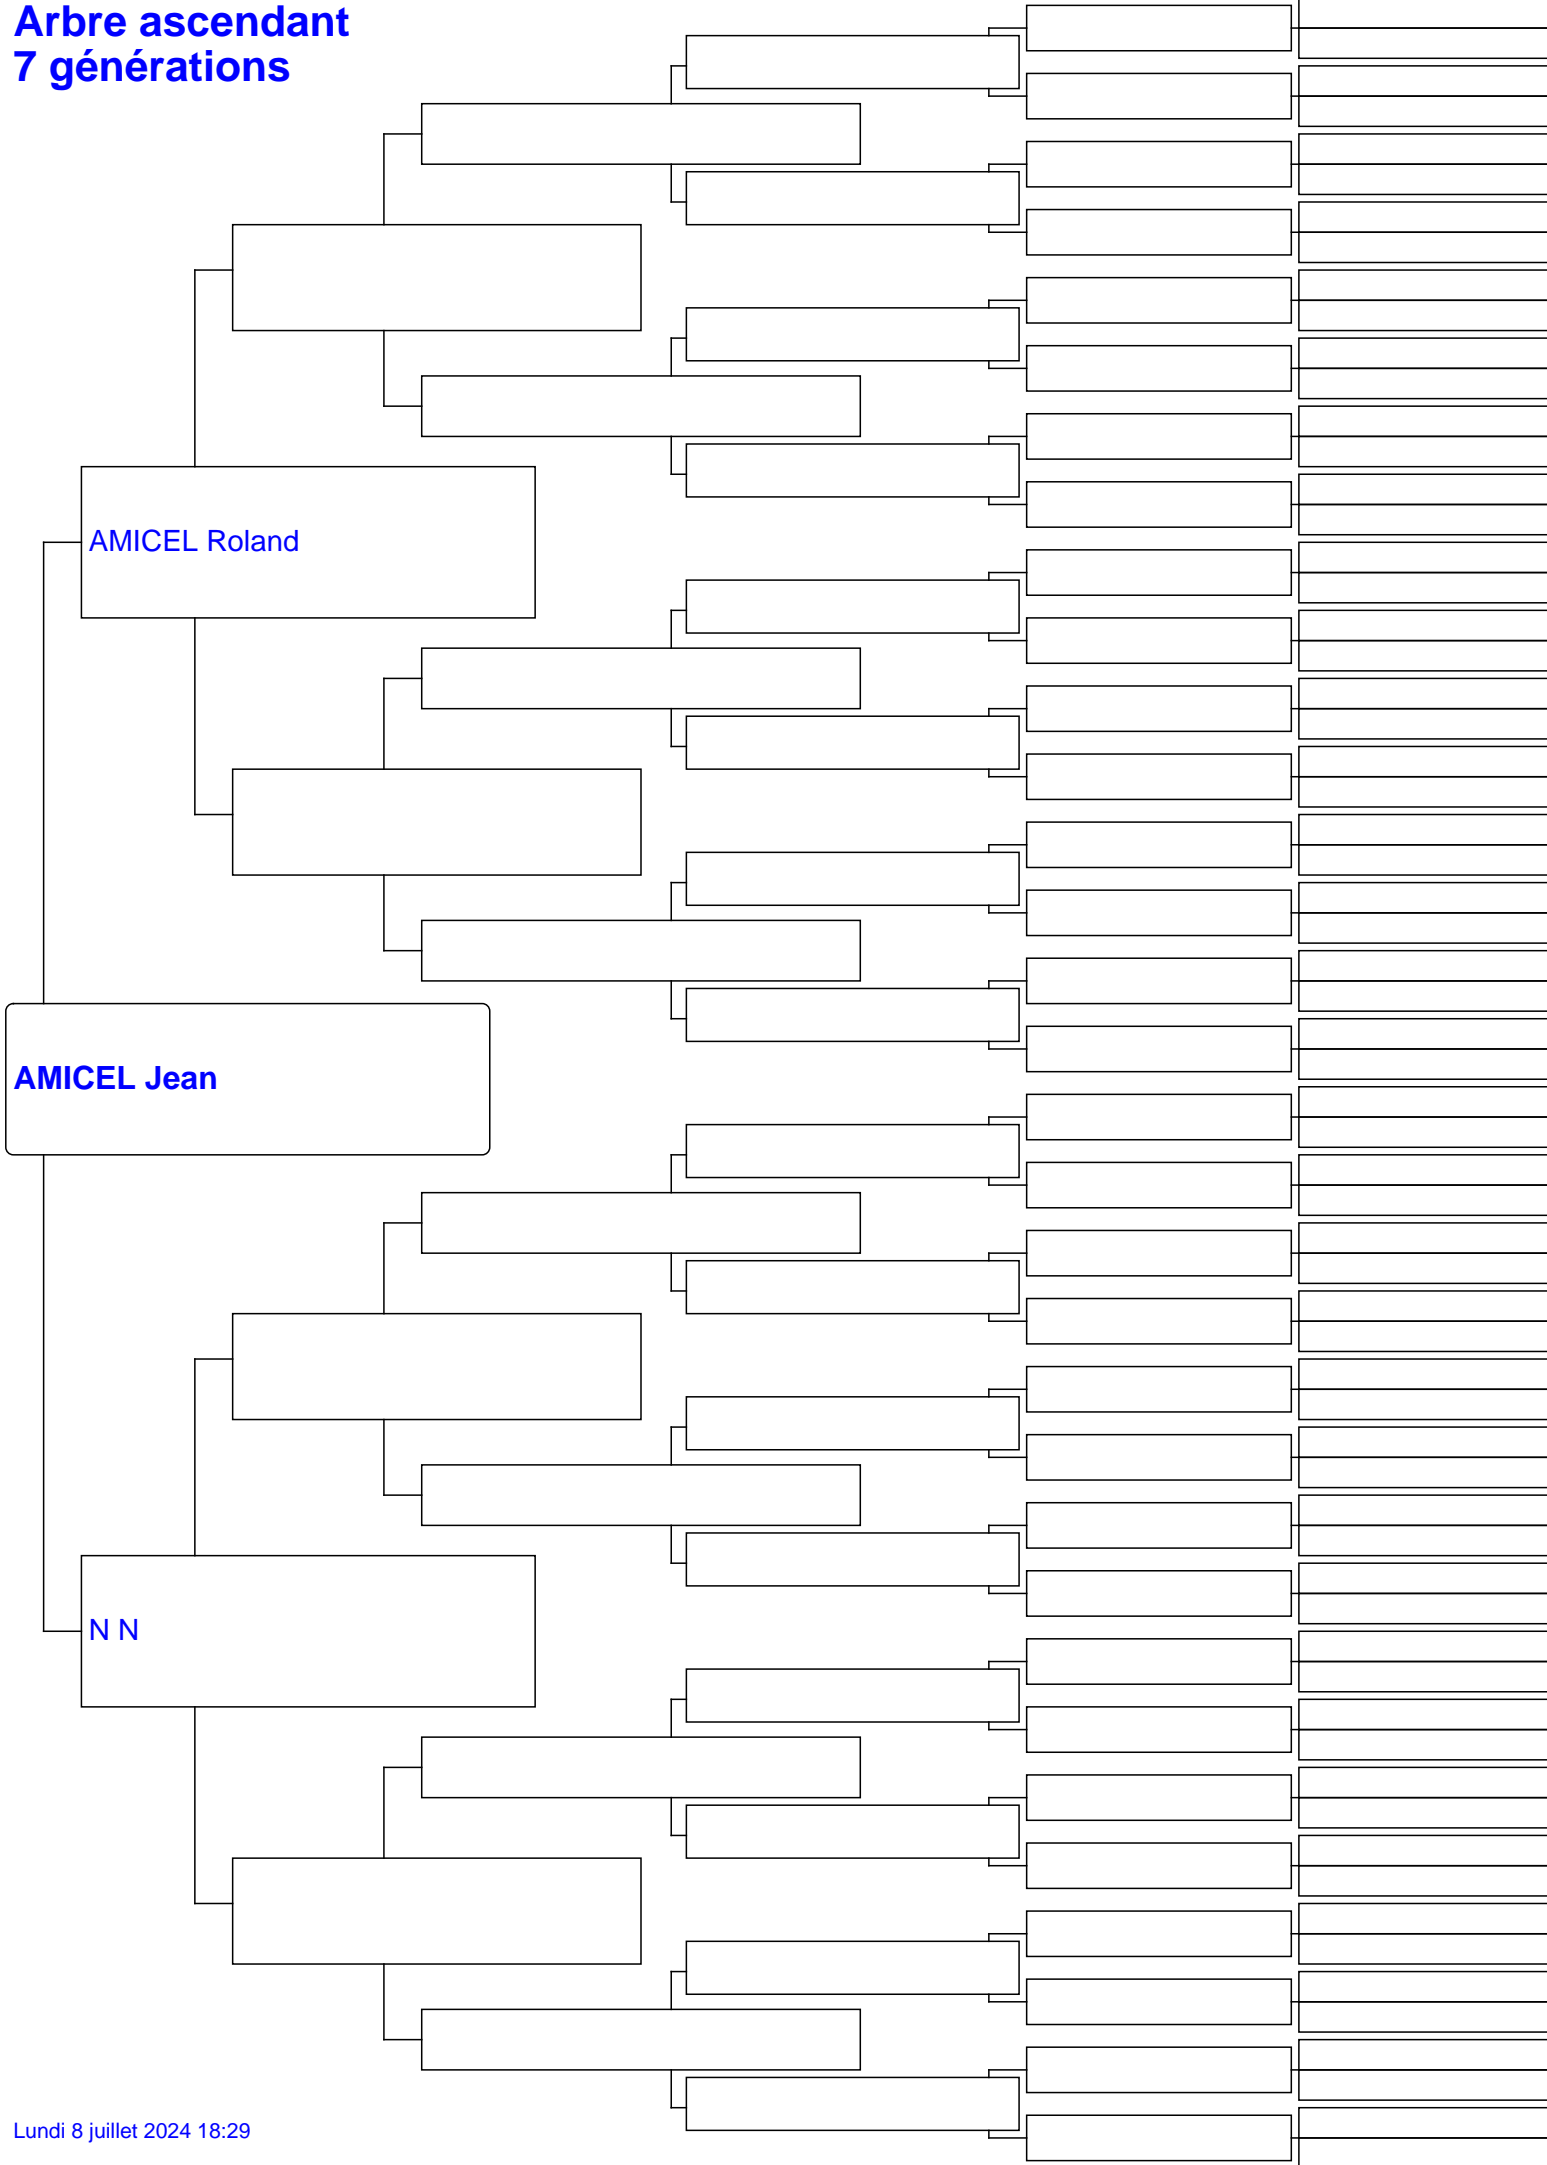 Arbre ascendant
7 générations
AMICEL Roland
AMICEL Jean
N N
Lundi 8 juillet 2024 18:29